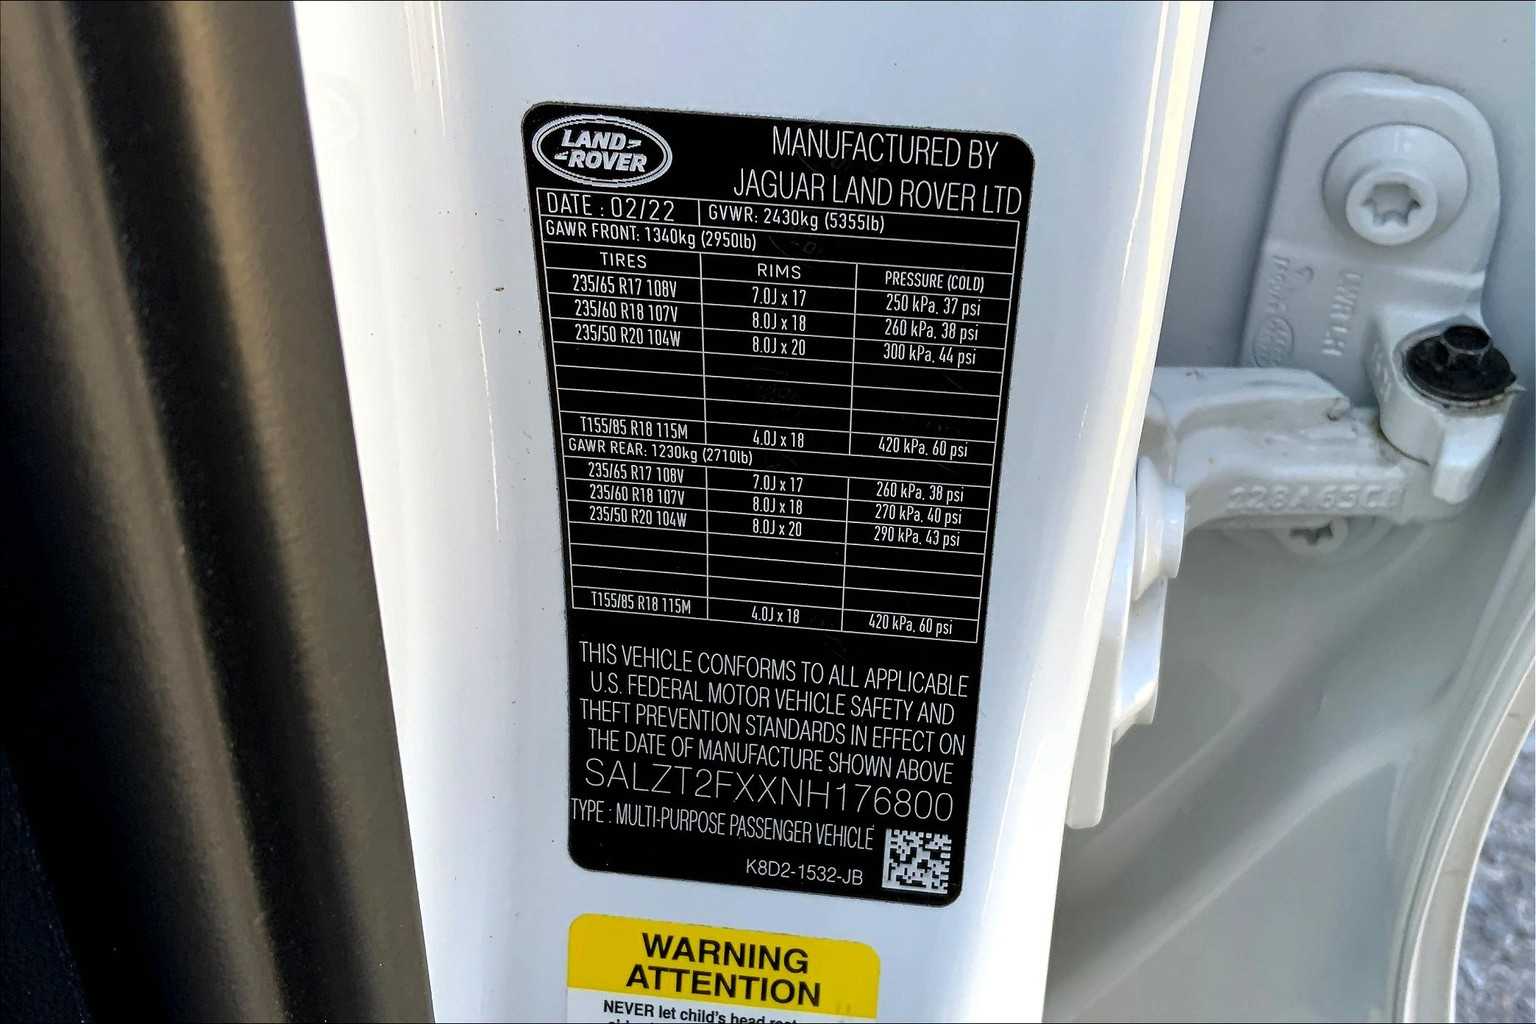 LAND
ROVER
MANUFACTURED BY
JAGUAR LAND ROVER LTD
DATE : 02/22 GVWR: 2430kg (5355lb)
GAWR FRONT: 1340kg (2950lb)
TIRES RIMS PRESSURE (COLD)
235/65 R17 108V 7.0J x 17 250 kPa, 37 psi
235/60 R18 107V 8.0J x 18 260 kPa, 38 psi
235/50 R20 104W 8.0J x 20 300 kPa, 44 psi
T155/85 R18 115M 4.0J x 18 420 kPa, 60 psi
GAWR REAR: 1230kg (2710lb)
235/65 R17 108V 7.0J x 17 260 kPa, 38 psi
235/60 R18 107V 8.0J x 18 270 kPa, 40 psi
235/50 R20 104W 8.0J x 20 290 kPa, 43 psi
T155/85 R18 115M 4.0J x 18 420 kPa, 60 psi
THIS VEHICLE CONFORMS TO ALL APPLICABLE
U.S. FEDERAL MOTOR VEHICLE SAFETY AND
THEFT PREVENTION STANDARDS IN EFFECT ON
THE DATE OF MANUFACTURE SHOWN ABOVE
SALZT2FXXNH176800
TYPE : MULTI-PURPOSE PASSENGER VEHICLE
K8D2-1532-JB
WARNING
ATTENTION
NEVER let child's head